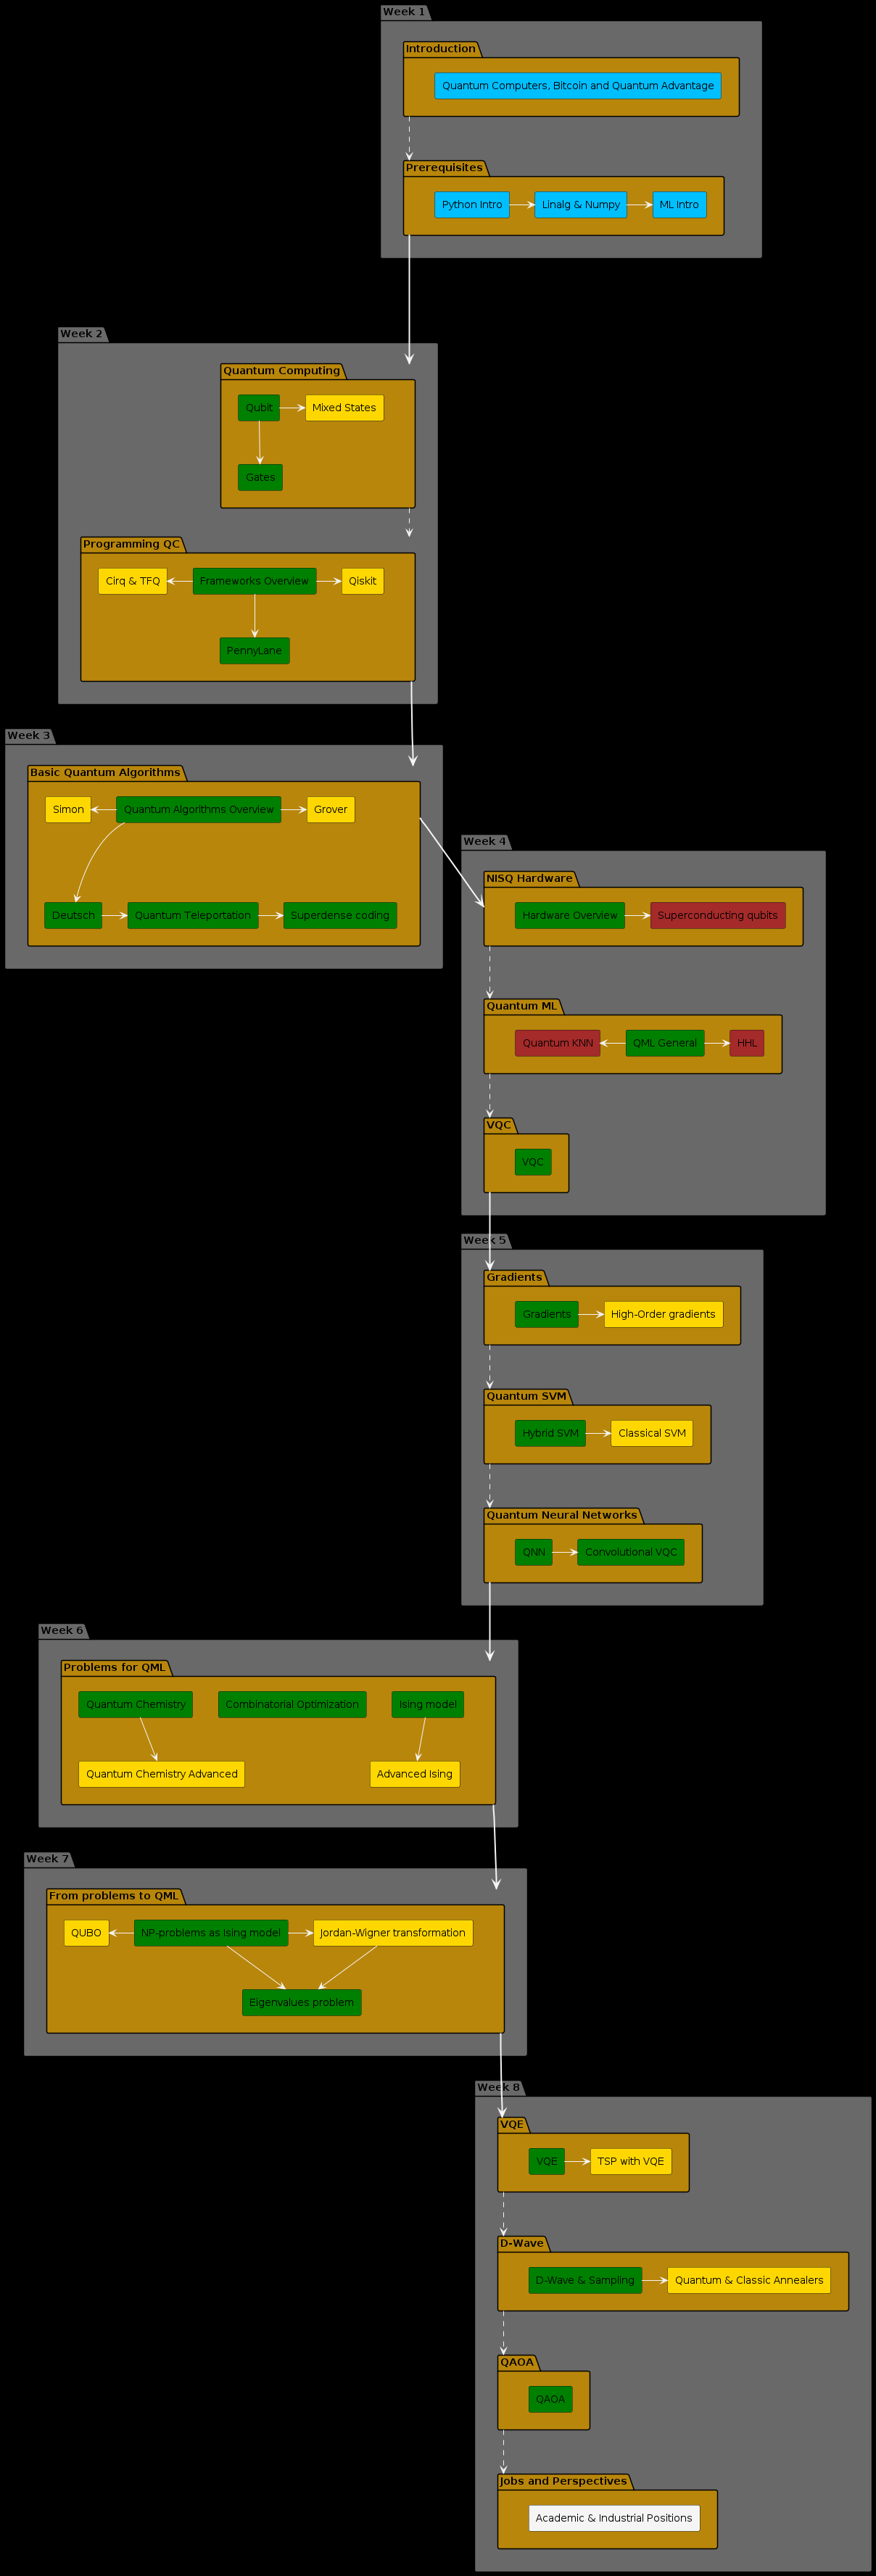 Week 1
Introduction
Quantum Computers, Bitcoin and Quantum Advantage
Prerequisites
Python Intro
Linalg & Numpy
ML Intro
Week 2
Quantum Computing
Qubit
Mixed States
Gates
Programming QC
Cirq & TFQ
Frameworks Overview
Qiskit
PennyLane
Week 3
Basic Quantum Algorithms
Simon
Quantum Algorithms Overview
Grover
Deutsch
Quantum Teleportation
Superdense coding
Week 4
NISQ Hardware
Hardware Overview
Superconducting qubits
Quantum ML
Quantum KNN
QML General
HHL
VQC
VQC
Week 5
Gradients
Gradients
High-Order gradients
Quantum SVM
Hybrid SVM
Classical SVM
Quantum Neural Networks
QNN
Convolutional VQC
Week 6
Problems for QML
Quantum Chemistry
Combinatorial Optimization
Ising model
Quantum Chemistry Advanced
Advanced Ising
Week 7
From problems to QML
QUBO
NP-problems as Ising model
Jordan-Wigner transformation
Eigenvalues problem
Week 8
VQE
VQE
TSP with VQE
D-Wave
D-Wave & Sampling
Quantum & Classic Annealers
QAOA
QAOA
Jobs and Perspectives
Academic & Industrial Positions